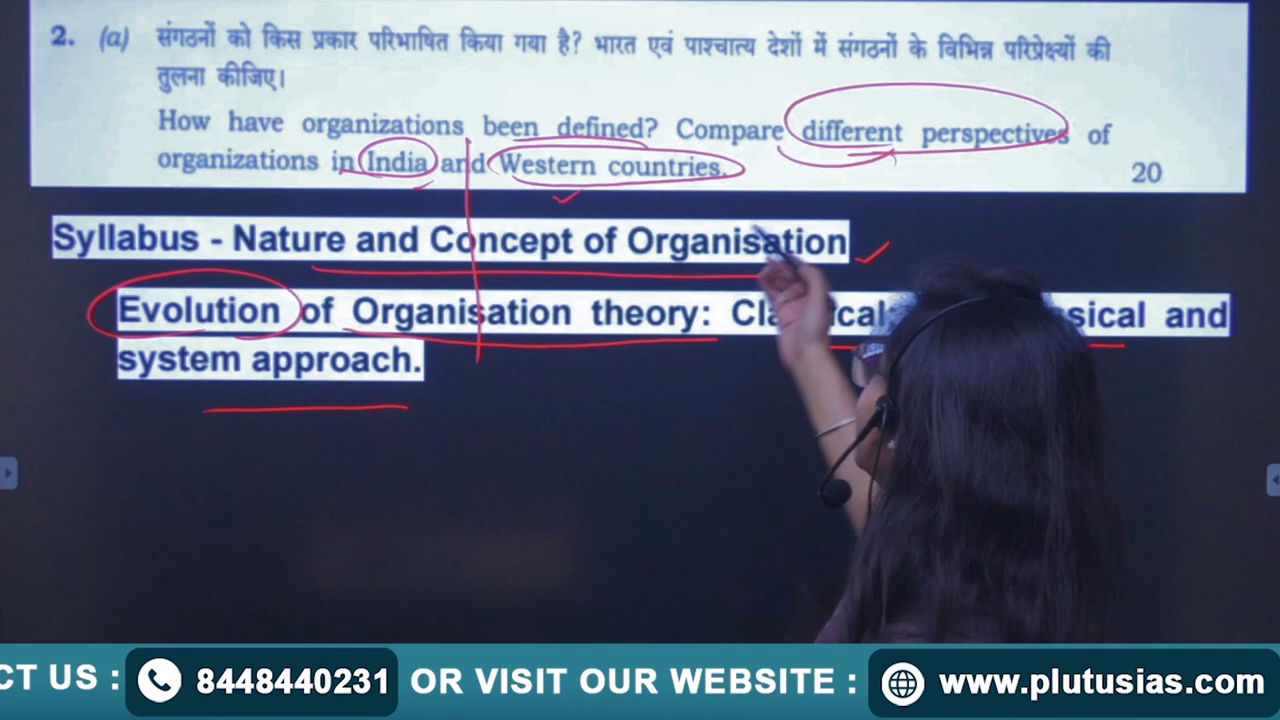 2. (a) संगठनों को किस प्रकार परिभाषित किया गया है? भारत एवं पाश्चात्य देशों में संगठनों के विभिन्न परिप्रेक्ष्यों की
तुलना कीजिए।
How have organizations been defined? Compare different perspectives of
organizations in India and Western countries. 20
Syllabus - Nature and Concept of Organisation
Evolution of Organisation theory: and
system approach.
CT US : 8448440231 OR VISIT OUR WEBSITE : www.plutusias.com